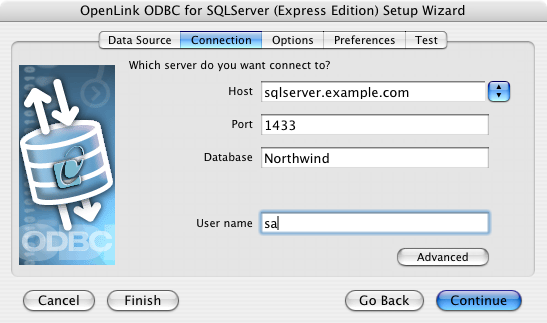 OpenLink ODBC for SQLServer (Express Edition) Setup Wizard
Data Source Connection Options Preferences Test
Which server do you want connect to?
Host sqlserver.example.com
Port 1433
Database Northwind
User name sa
ODBC
Advanced
Cancel Finish Go Back Continue